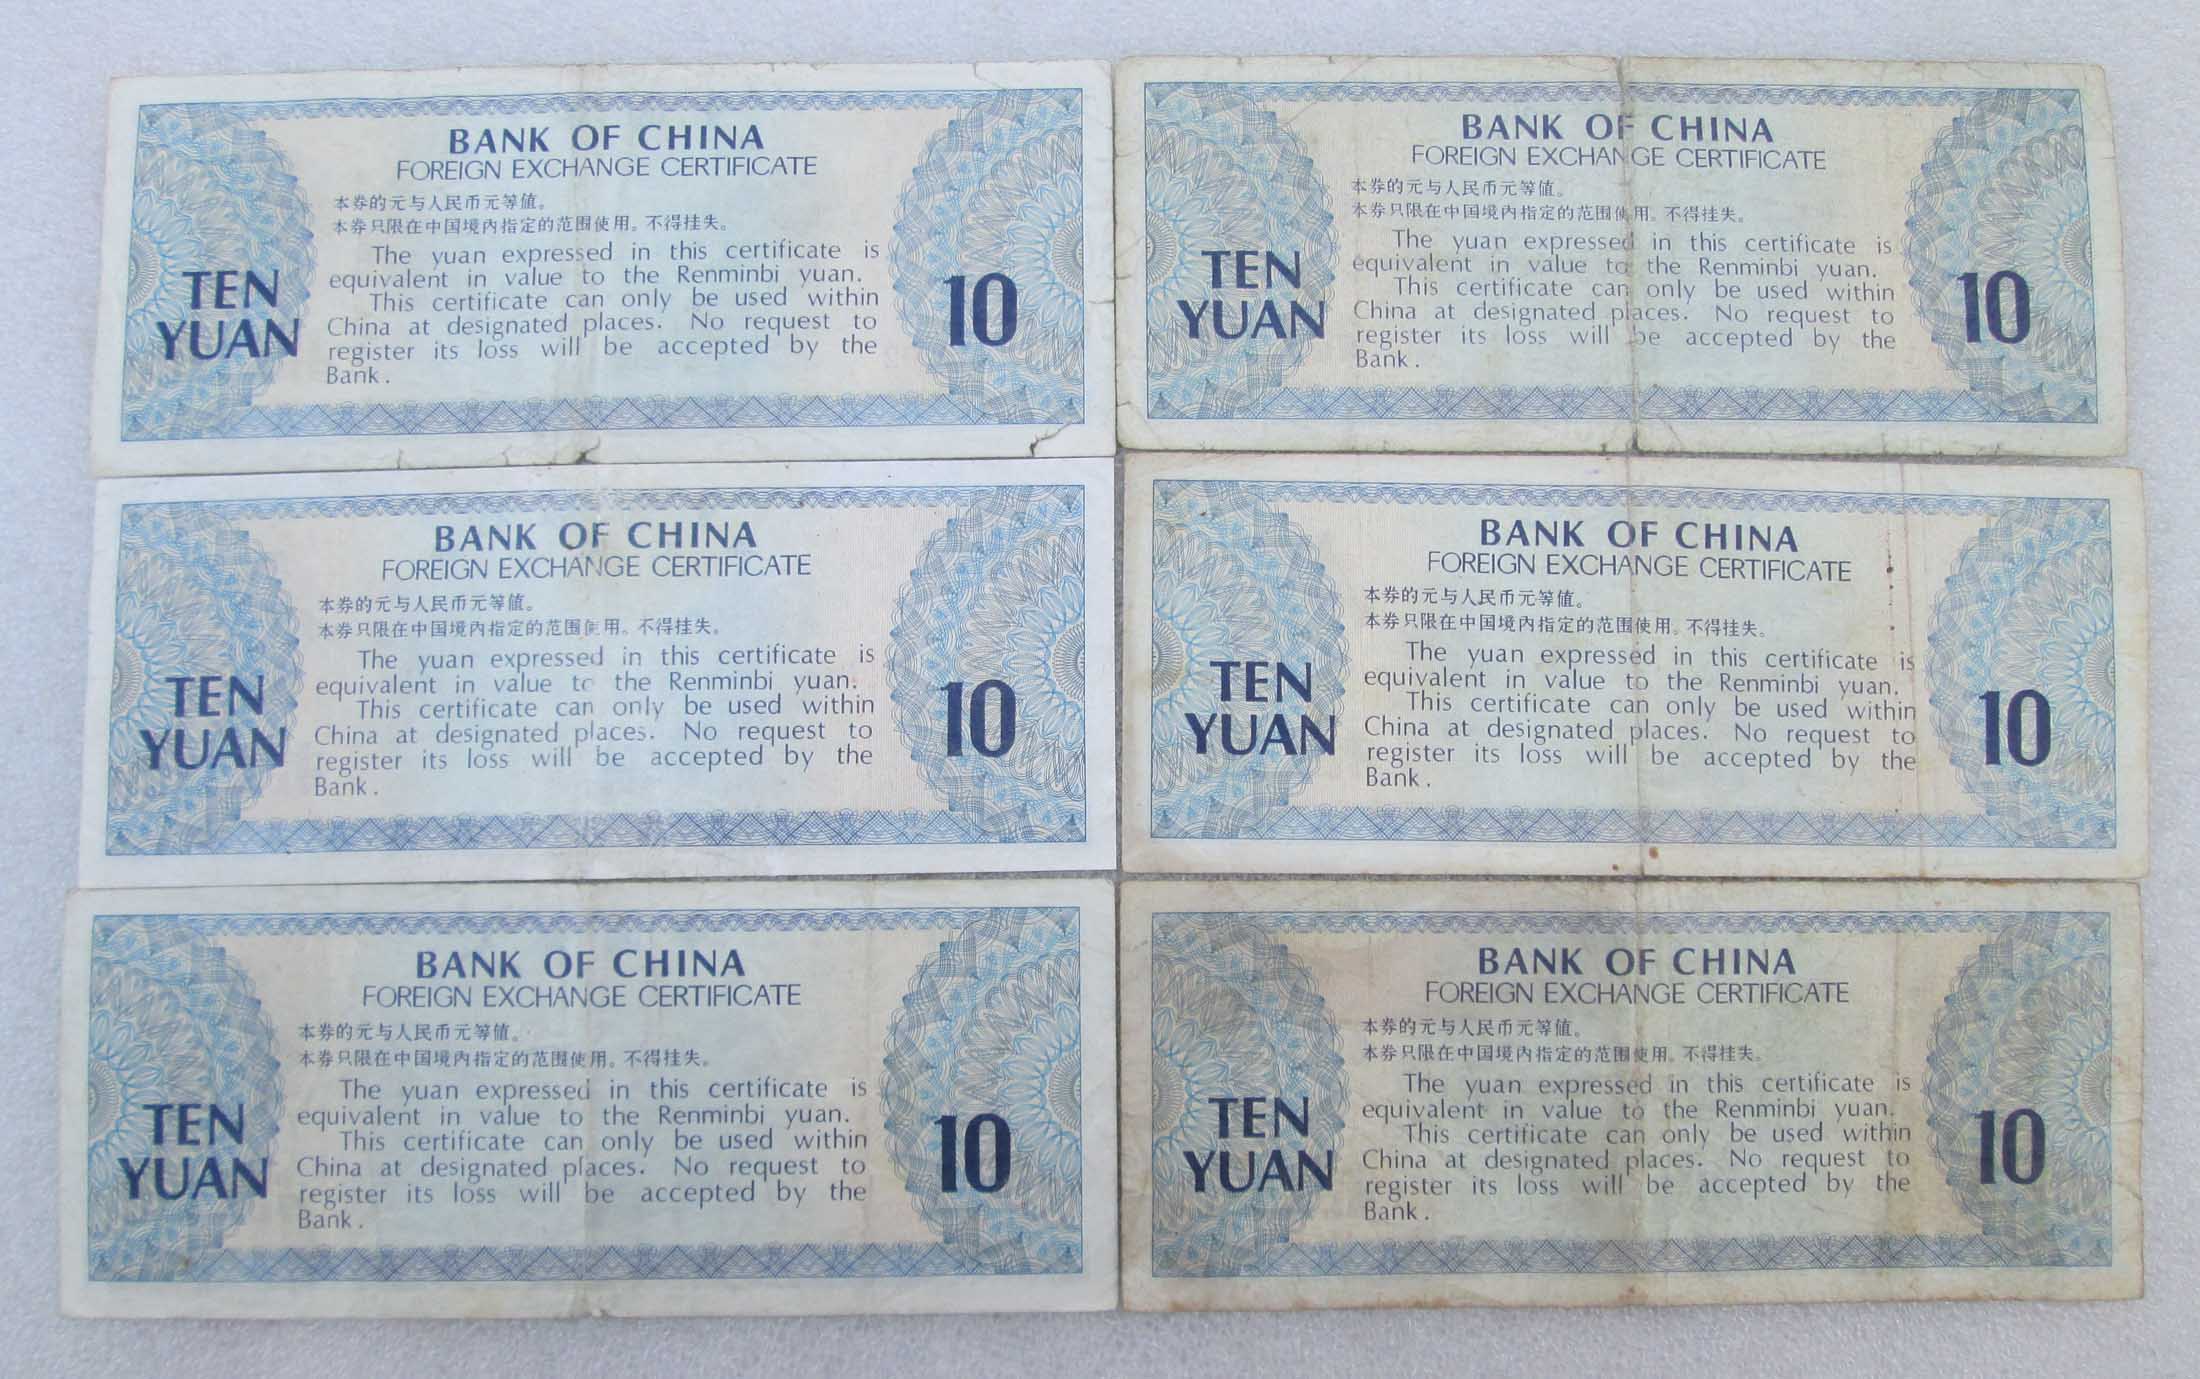 BANK OF CHINA
FOREIGN EXCHANGE CERTIFICATE
本券的元与人民币元等值。
本券只限在中国境内指定的范围使用。不得挂失。
The yuan expressed in this certificate is
equivalent in value to the Renminbi yuan.
This certificate can only be used within
China at designated places. No request to
register its loss will be accepted by the
Bank.
TEN
YUAN
10
BANK OF CHINA
FOREIGN EXCHANGE CERTIFICATE
本券的元与人民币元等值。
本券只限在中国境内指定的范围使用。不得挂失。
The yuan expressed in this certificate is
equivalent in value to the Renminbi yuan.
This certificate can only be used within
China at designated places. No request to
register its loss will be accepted by the
Bank.
TEN
YUAN
10
BANK OF CHINA
FOREIGN EXCHANGE CERTIFICATE
本券的元与人民币元等值。
本券只限在中国境内指定的范围使用。不得挂失。
The yuan expressed in this certificate is
equivalent in value to the Renminbi yuan.
This certificate can only be used within
China at designated places. No request to
register its loss will be accepted by the
Bank.
TEN
YUAN
10
BANK OF CHINA
FOREIGN EXCHANGE CERTIFICATE
本券的元与人民币元等值。
本券只限在中国境内指定的范围使用。不得挂失。
The yuan expressed in this certificate is
equivalent in value to the Renminbi yuan.
This certificate can only be used within
China at designated places. No request to
register its loss will be accepted by the
Bank.
TEN
YUAN
10
BANK OF CHINA
FOREIGN EXCHANGE CERTIFICATE
本券的元与人民币元等值。
本券只限在中国境内指定的范围使用。不得挂失。
The yuan expressed in this certificate is
equivalent in value to the Renminbi yuan.
This certificate can only be used within
China at designated places. No request to
register its loss will be accepted by the
Bank.
TEN
YUAN
10
BANK OF CHINA
FOREIGN EXCHANGE CERTIFICATE
本券的元与人民币元等值。
本券只限在中国境内指定的范围使用。不得挂失。
The yuan expressed in this certificate is
equivalent in value to the Renminbi yuan.
This certificate can only be used within
China at designated places. No request to
register its loss will be accepted by the
Bank.
TEN
YUAN
10